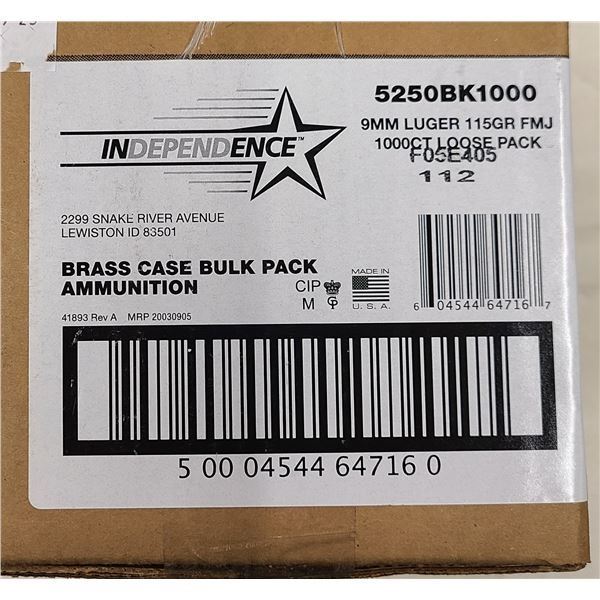 5250BK1000
9MM LUGER 115GR FMJ
1000CT LOOSE PACK
F05E405
112
INDEPENDENCE™
2299 SNAKE RIVER AVENUE
LEWISTON ID 83501
BRASS CASE BULK PACK
AMMUNITION
CIP
M
MADE IN
U.S.A.
6 04544 64716 7
41893 Rev A MRP 20030905
5 00 04544 64716 0